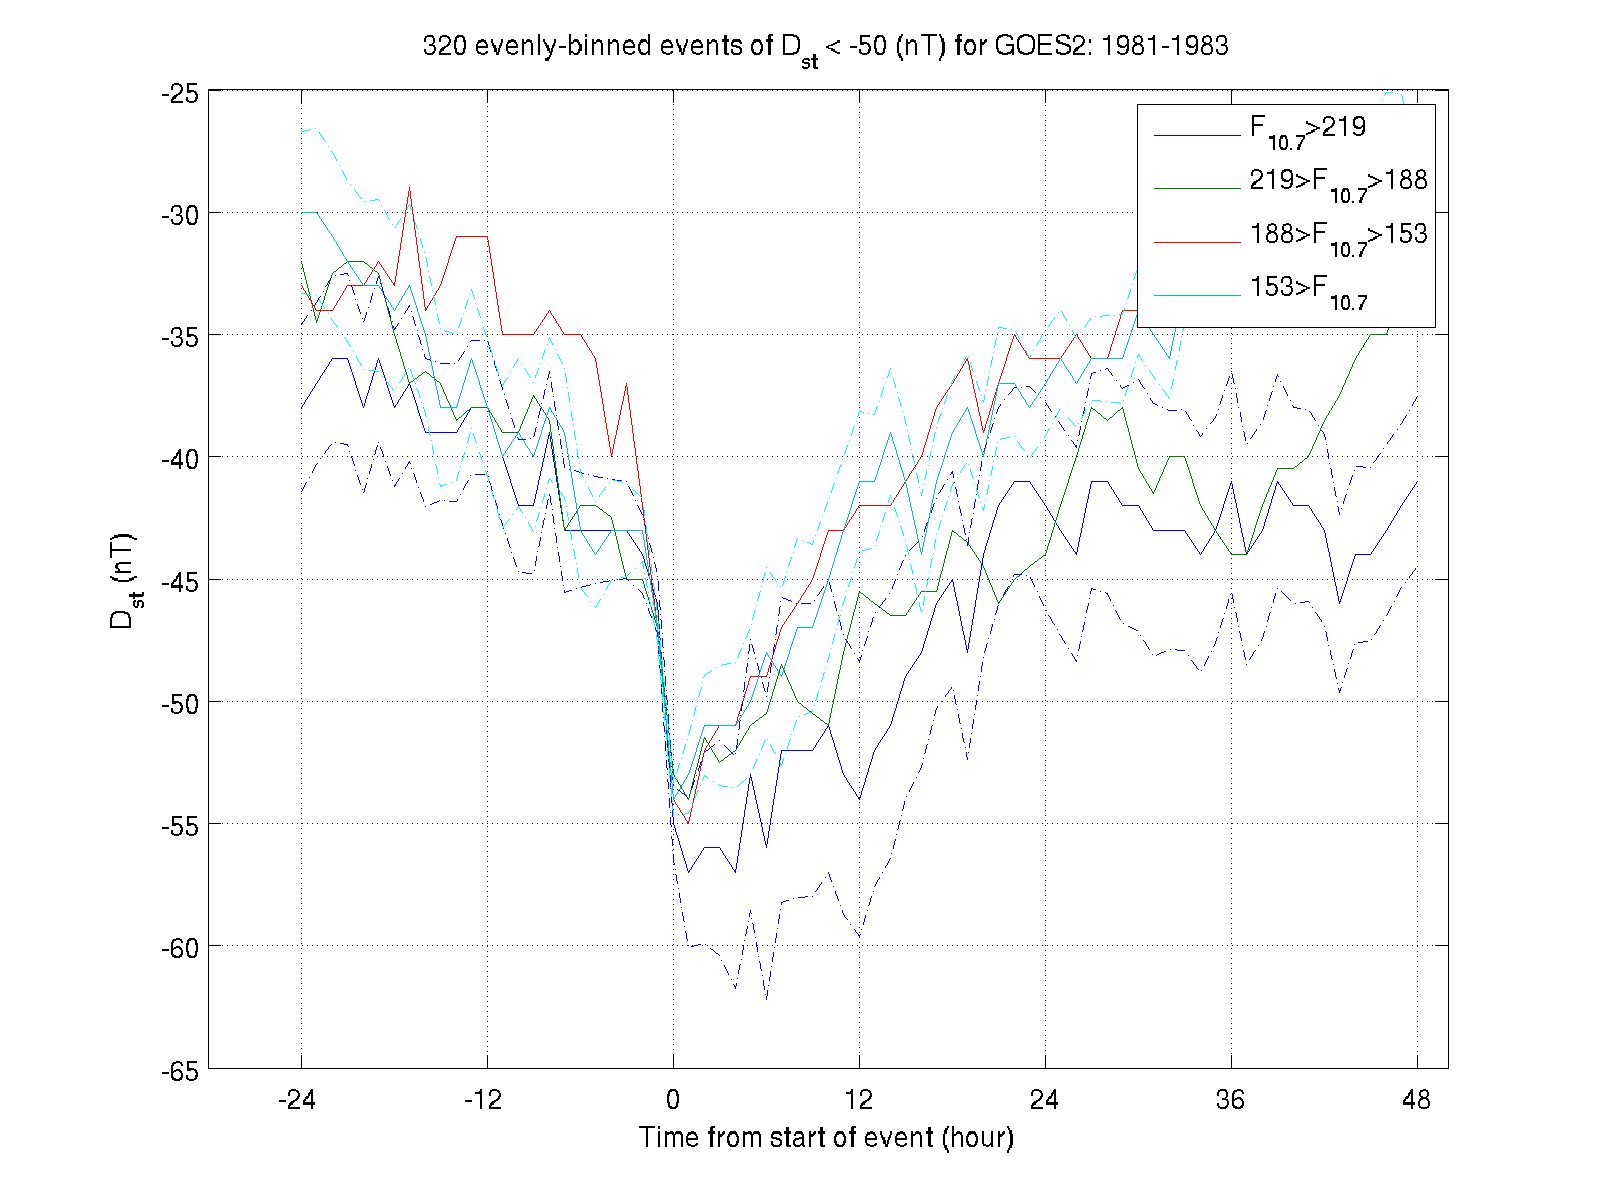 320 evenly-binned events of Dst < -50 (nT) for GOES2: 1981-1983
-25
-30
-35
-40
-45
-50
-55
-60
-65
Dst (nT)
F10.7>219
219>F10.7>188
188>F10.7>153
153>F10.7
-24 -12 0 12 24 36 48
Time from start of event (hour)